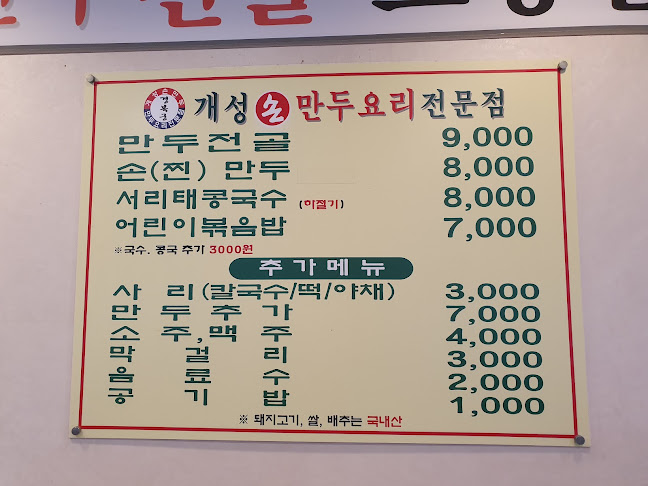 경복궁
개성 손 만두요리전문점
만두전골 9,000
손(찐) 만두 8,000
서리태콩국수 (하절기) 8,000
어린이볶음밥 7,000
※국수. 콩국 추가 3000원
추가메뉴
사 리(칼국수/떡/야채) 3,000
만 두 추 가 7,000
소 주 , 맥 주 4,000
막 걸 리 3,000
음 료 수 2,000
공 기 밥 1,000
※ 돼지고기, 쌀, 배추는 국내산